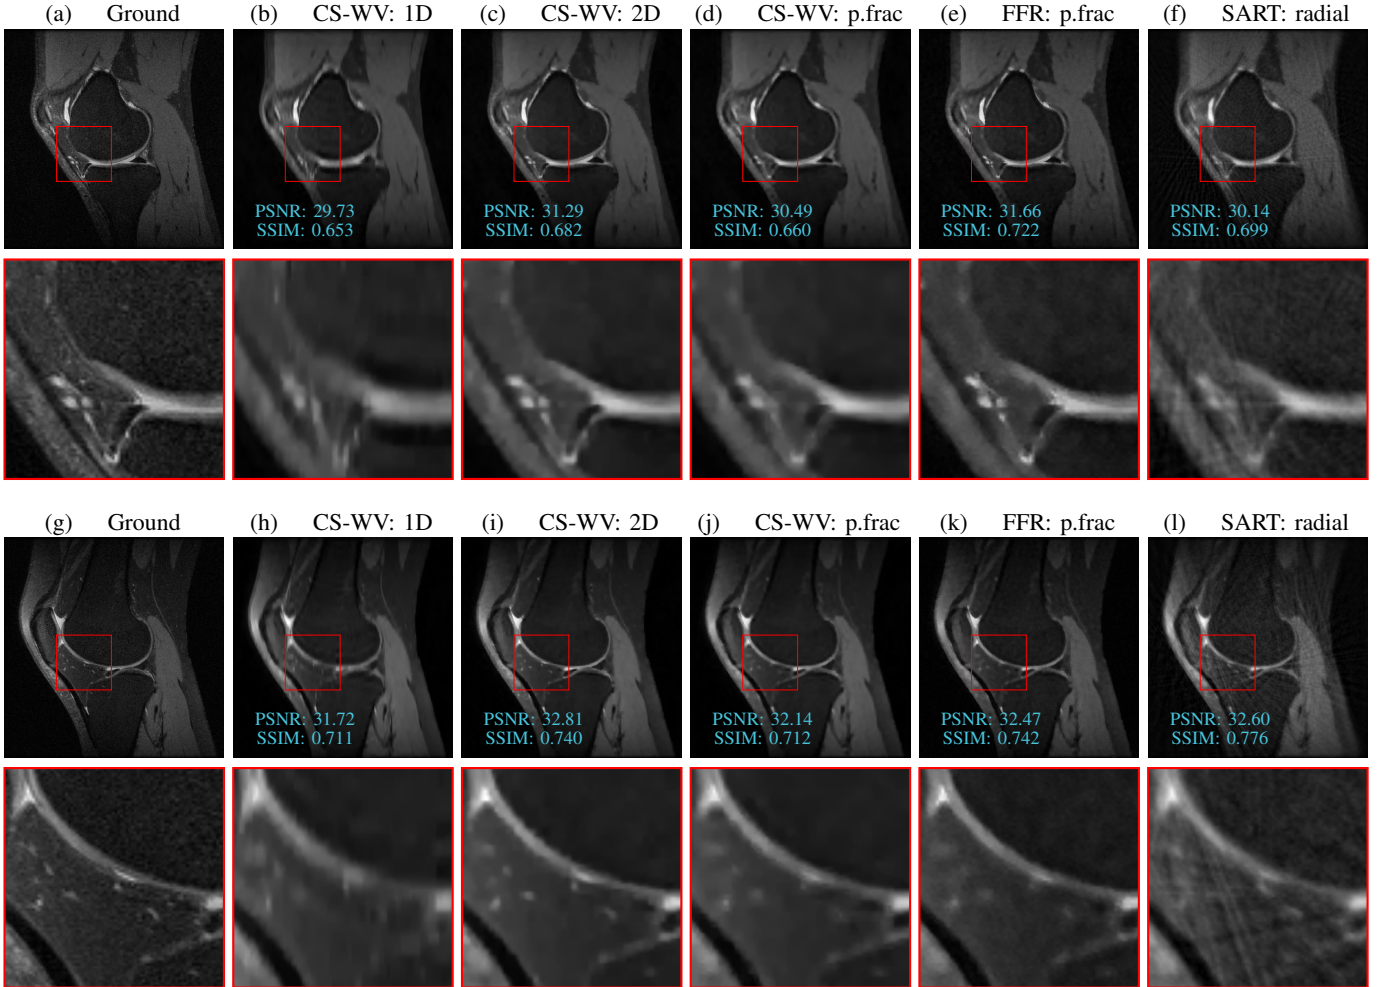 (a) Ground
(b) CS-WV: 1D
(c) CS-WV: 2D
(d) CS-WV: p.frac
(e) FFR: p.frac
(f) SART: radial
PSNR: 29.73
SSIM: 0.653
PSNR: 31.29
SSIM: 0.682
PSNR: 30.49
SSIM: 0.660
PSNR: 31.66
SSIM: 0.722
PSNR: 30.14
SSIM: 0.699
(g) Ground
(h) CS-WV: 1D
(i) CS-WV: 2D
(j) CS-WV: p.frac
(k) FFR: p.frac
(l) SART: radial
PSNR: 31.72
SSIM: 0.711
PSNR: 32.81
SSIM: 0.740
PSNR: 32.14
SSIM: 0.712
PSNR: 32.47
SSIM: 0.742
PSNR: 32.60
SSIM: 0.776